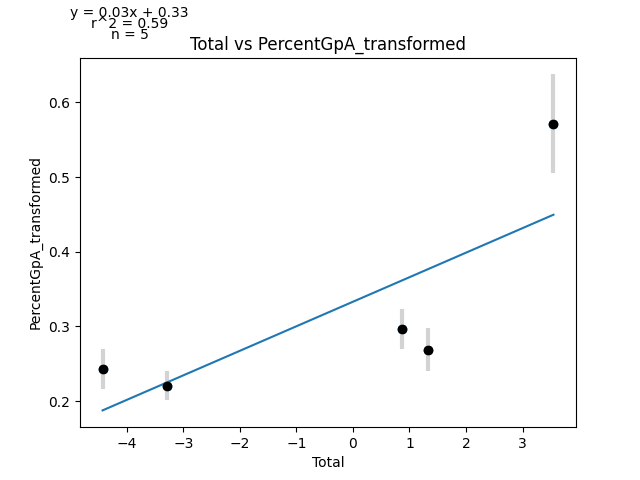 y = 0.03x + 0.33
r^2 = 0.59
n = 5
Total vs PercentGpA_transformed
PercentGpA_transformed
0.6
0.5
0.4
0.3
0.2
−4
−3
−2
−1
0
1
2
3
Total